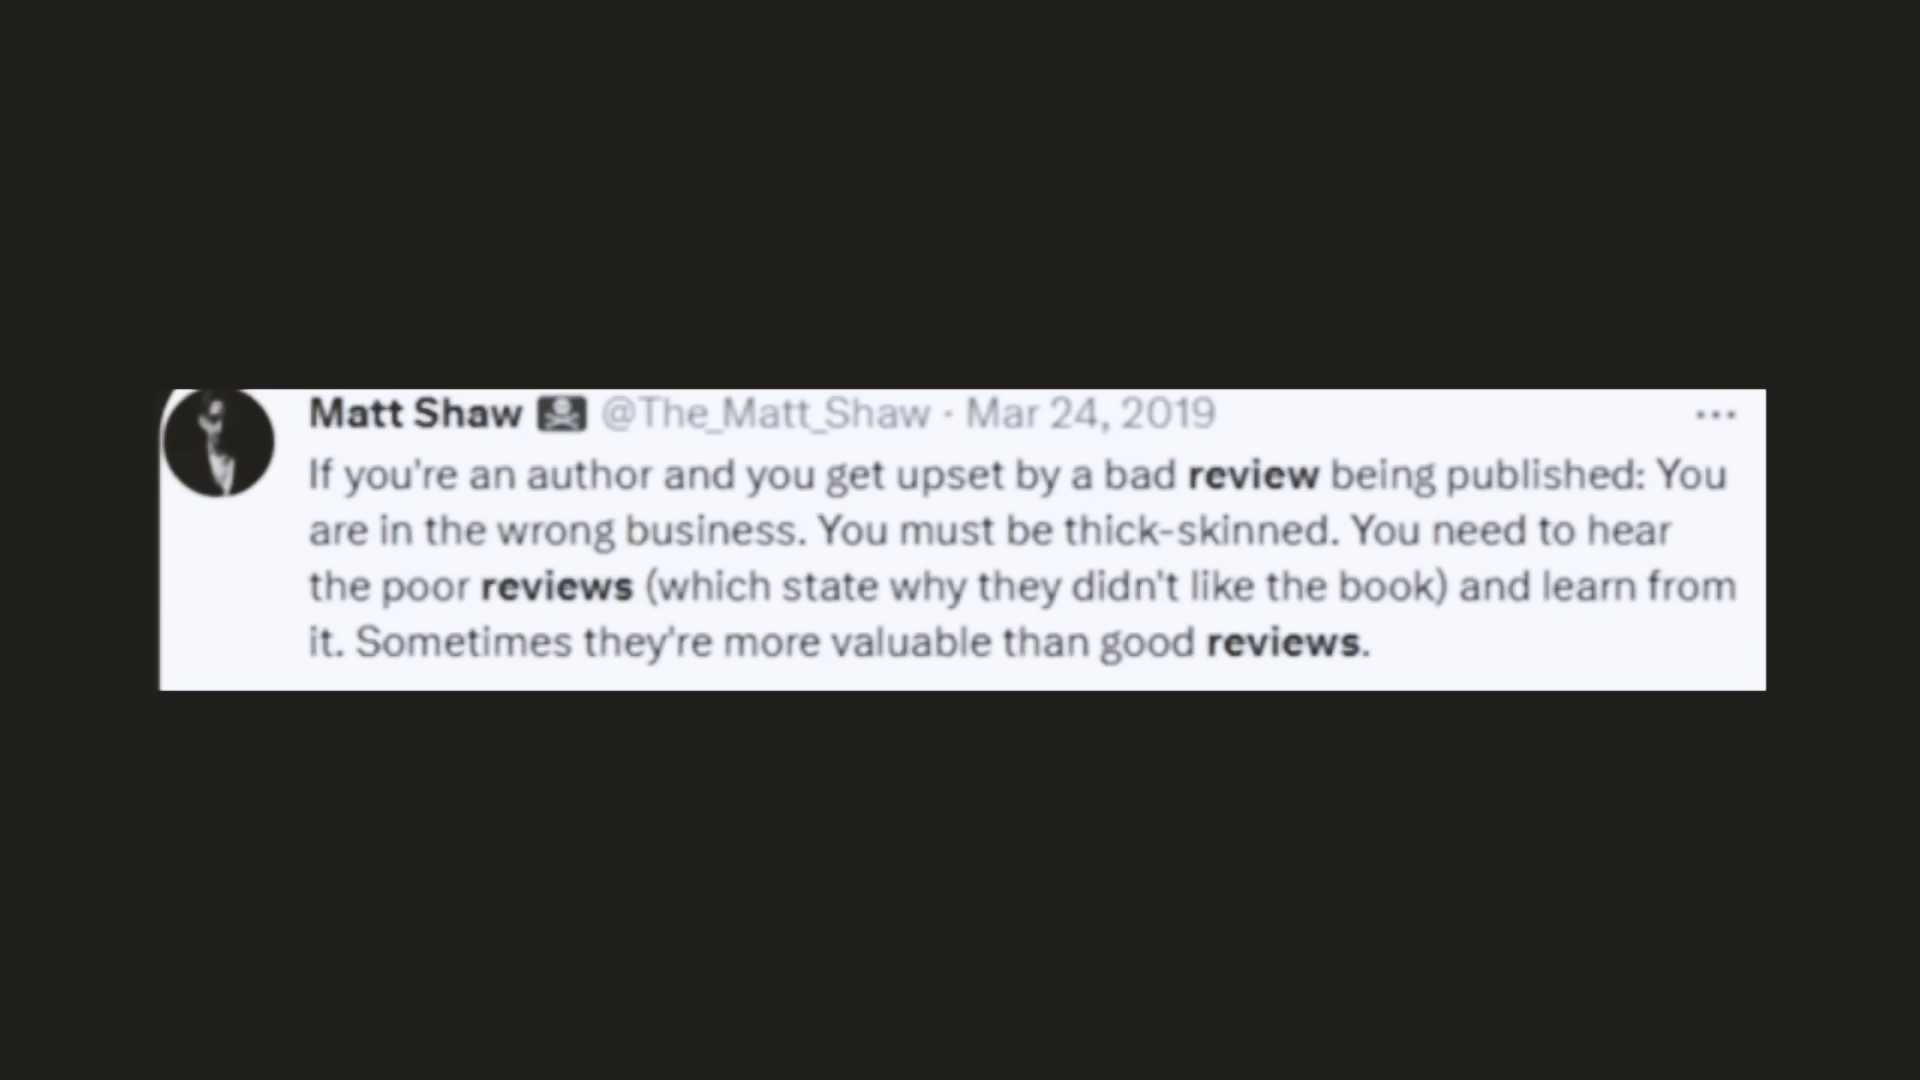 Matt Shaw ☠ @The_Matt_Shaw · Mar 24, 2019
If you're an author and you get upset by a bad review being published: You
are in the wrong business. You must be thick-skinned. You need to hear
the poor reviews (which state why they didn't like the book) and learn from
it. Sometimes they're more valuable than good reviews.